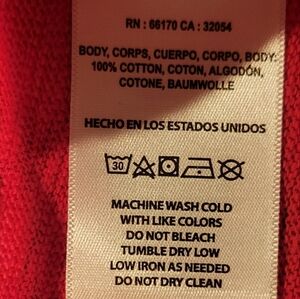 RN : 66170 CA : 32054
BODY, CORPS, CUERPO, CORPO, BODY:
100% COTTON, COTON, ALGODÓN,
COTONE, BAUMWOLLE
HECHO EN LOS ESTADOS UNIDOS
30
MACHINE WASH COLD
WITH LIKE COLORS
DO NOT BLEACH
TUMBLE DRY LOW
LOW IRON AS NEEDED
DO NOT DRY CLEAN